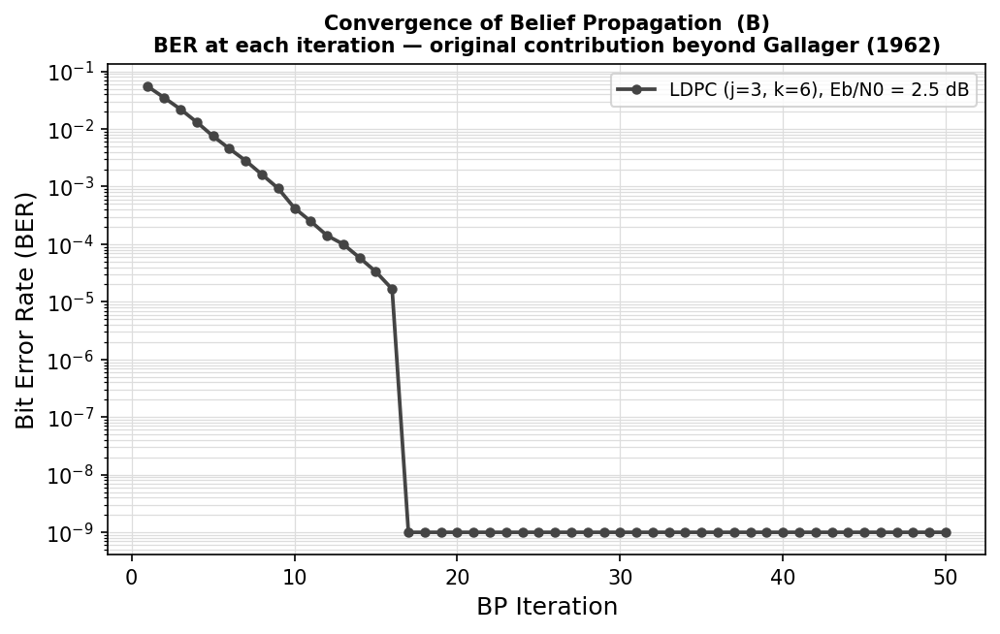 Convergence of Belief Propagation  (B)
BER at each iteration — original contribution beyond Gallager (1962)
LDPC (j=3, k=6), Eb/N0 = 2.5 dB
Bit Error Rate (BER)
10⁻¹
10⁻²
10⁻³
10⁻⁴
10⁻⁵
10⁻⁶
10⁻⁷
10⁻⁸
10⁻⁹
0 10 20 30 40 50
BP Iteration